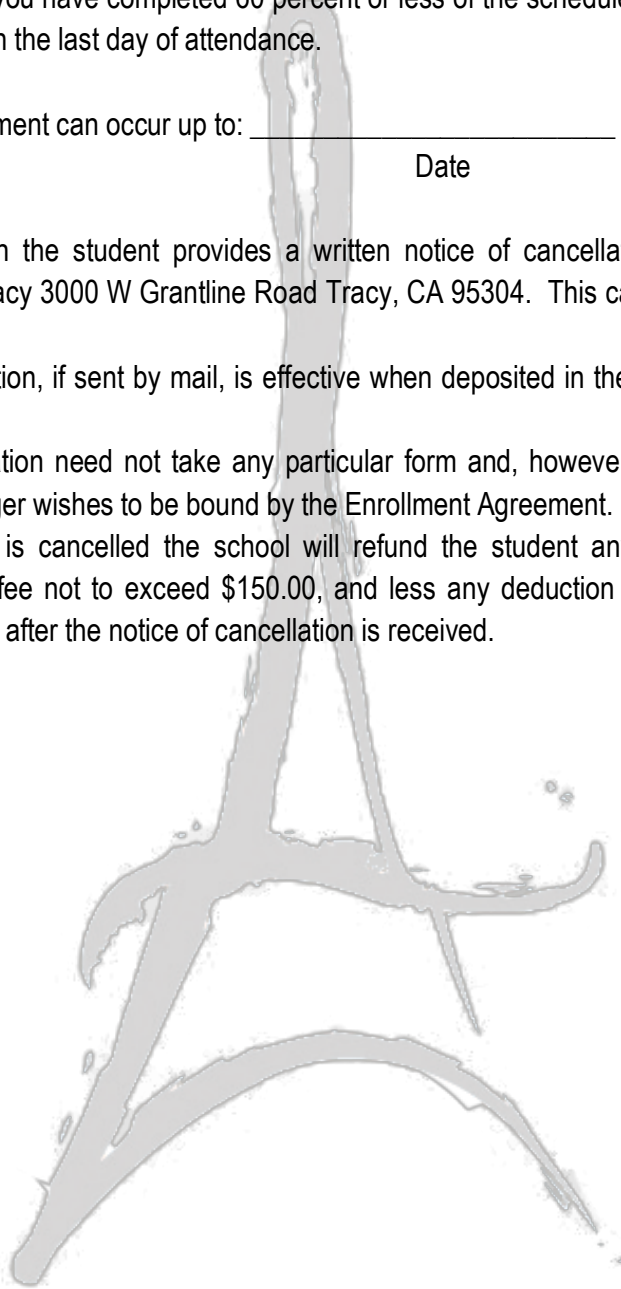 you have completed 60 percent or less of the schedule
the last day of attendance.
ment can occur up to: _________________________
Date
the student provides a written notice of cancella
acy 3000 W Grantline Road Tracy, CA 95304. This ca
tion, if sent by mail, is effective when deposited in the
ation need not take any particular form and, howeve
ger wishes to be bound by the Enrollment Agreement.
is cancelled the school will refund the student an
fee not to exceed $150.00, and less any deduction
after the notice of cancellation is received.